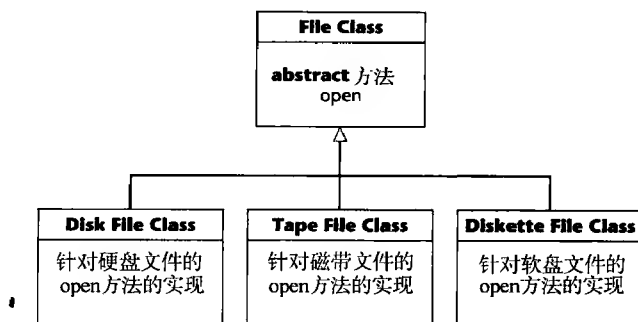 File Class
abstract 方法
open
Disk File Class
针对硬盘文件的
open方法的实现
Tape File Class
针对磁带文件的
open方法的实现
Diskette File Class
针对软盘文件的
open方法的实现